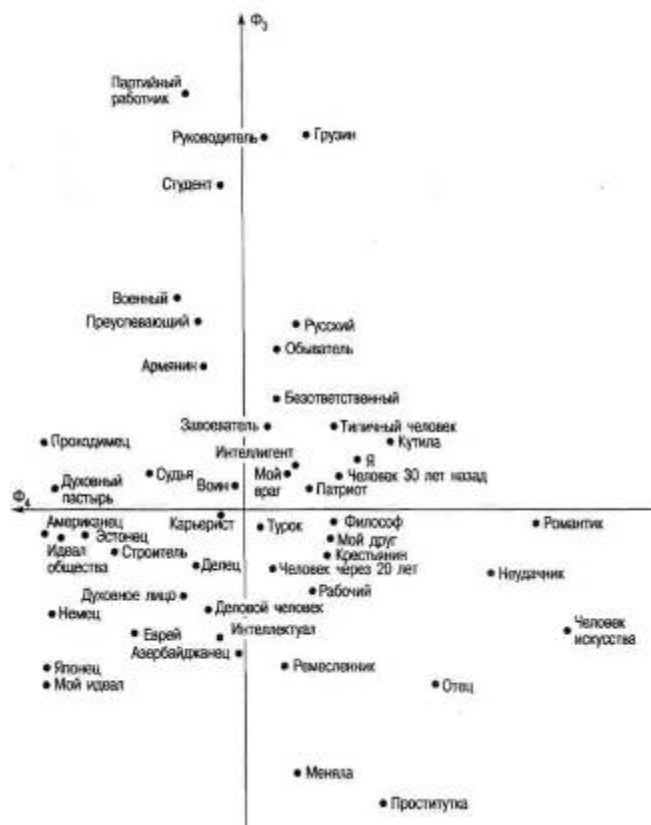 Ф3
Партийный
работник
Руководитель
Грузин
Студент
Военный
Преуспевающий
Русский
Обыватель
Армянин
Безответственный
Завоеватель
Типичный человек
Проходимец
Кутила
Интеллигент
Я
Духовный
пастырь
Судья
Воин
Мой
враг
Человек 30 лет назад
Патриот
Ф4
Американец
Эстонец
Карьерист
Турок
Философ
Романтик
Идеал
общества
Строитель
Мой друг
Крестьянин
Делец
Человек через 20 лет
Неудачник
Духовное лицо
Рабочий
Немец
Деловой человек
Еврей
Интеллектуал
Человек
искусства
Азербайджанец
Японец
Ремесленник
Мой идеал
Отец
Меняла
Проститутка